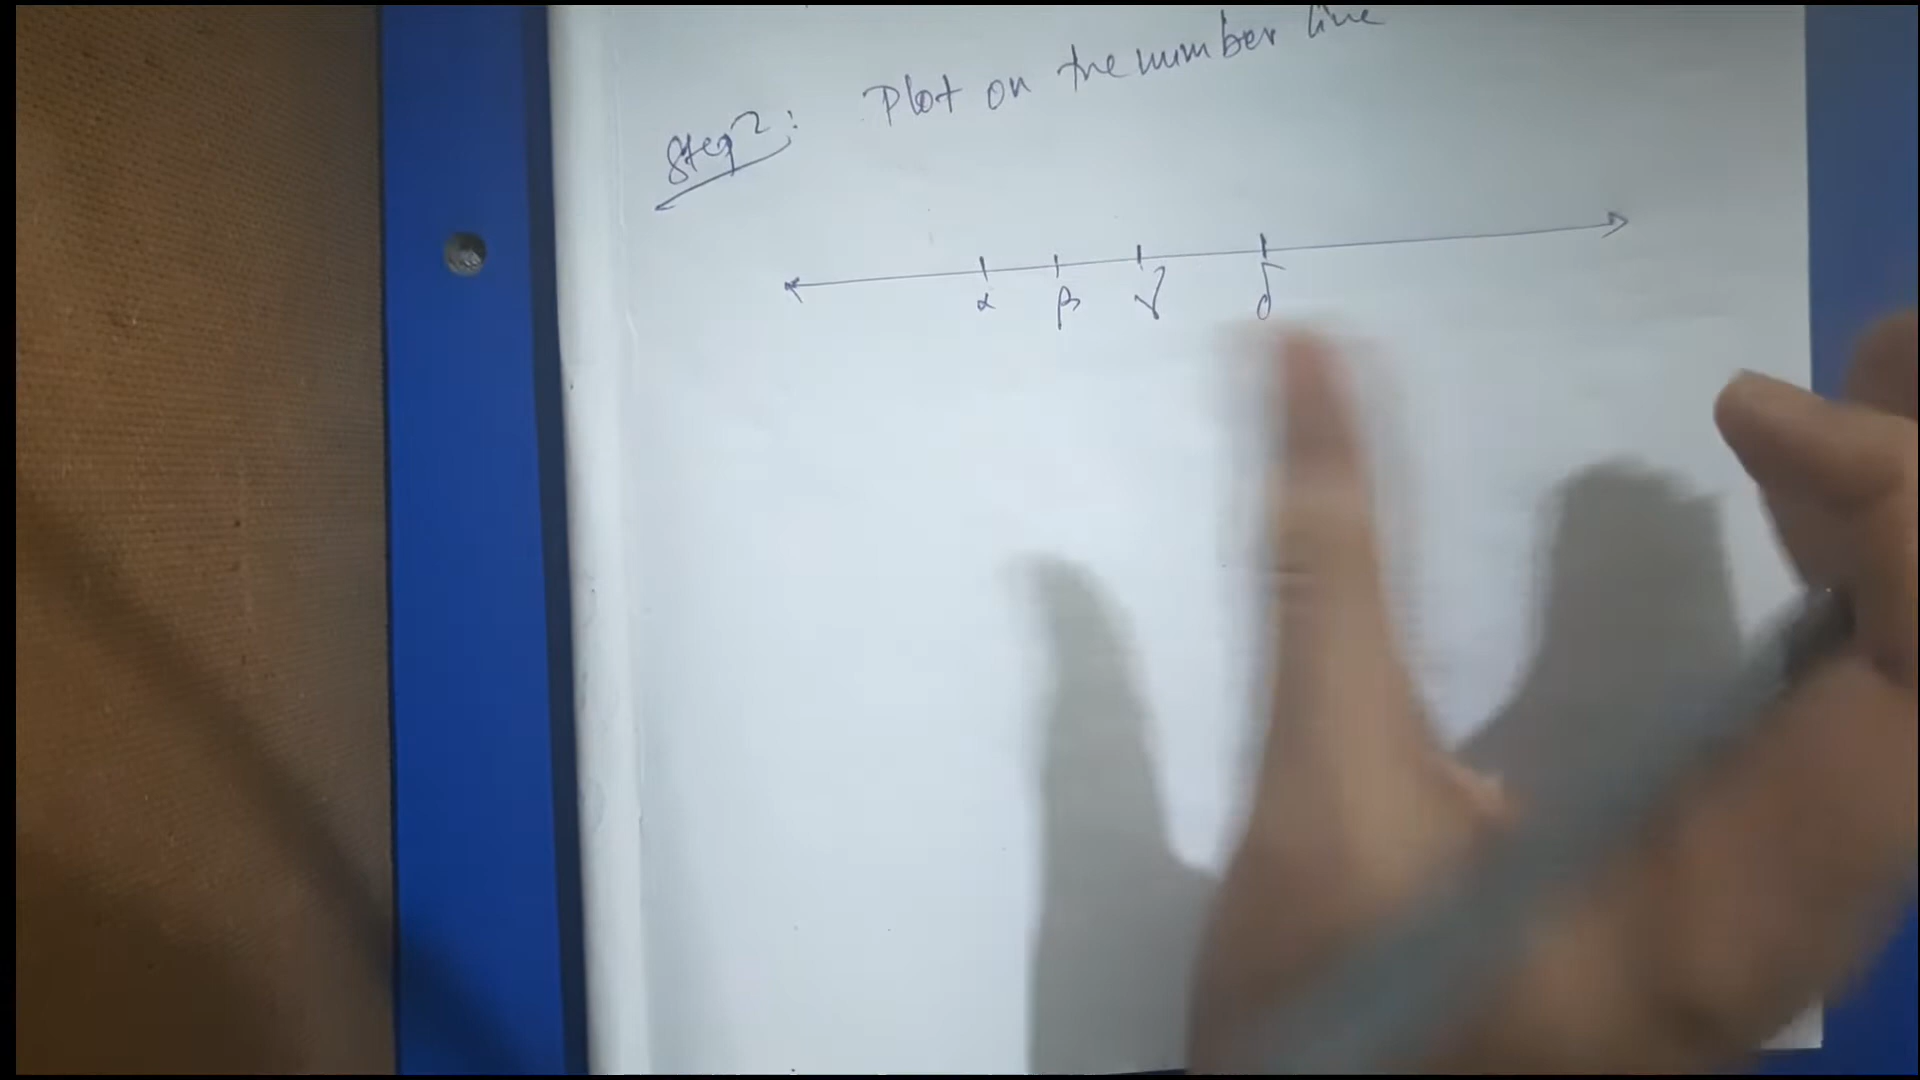 Step 2: Plot on the number line
α β γ δ